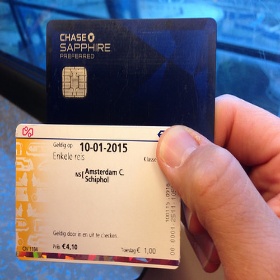 CHASE
SAPPHIRE
PREFERRED
Geldig op 10-01-2015
Enkele reis
Klasse
NS Amsterdam C.
Schiphol
Geldig door in en uit te checken.
Prijs €4,10
Toeslag € 1,00